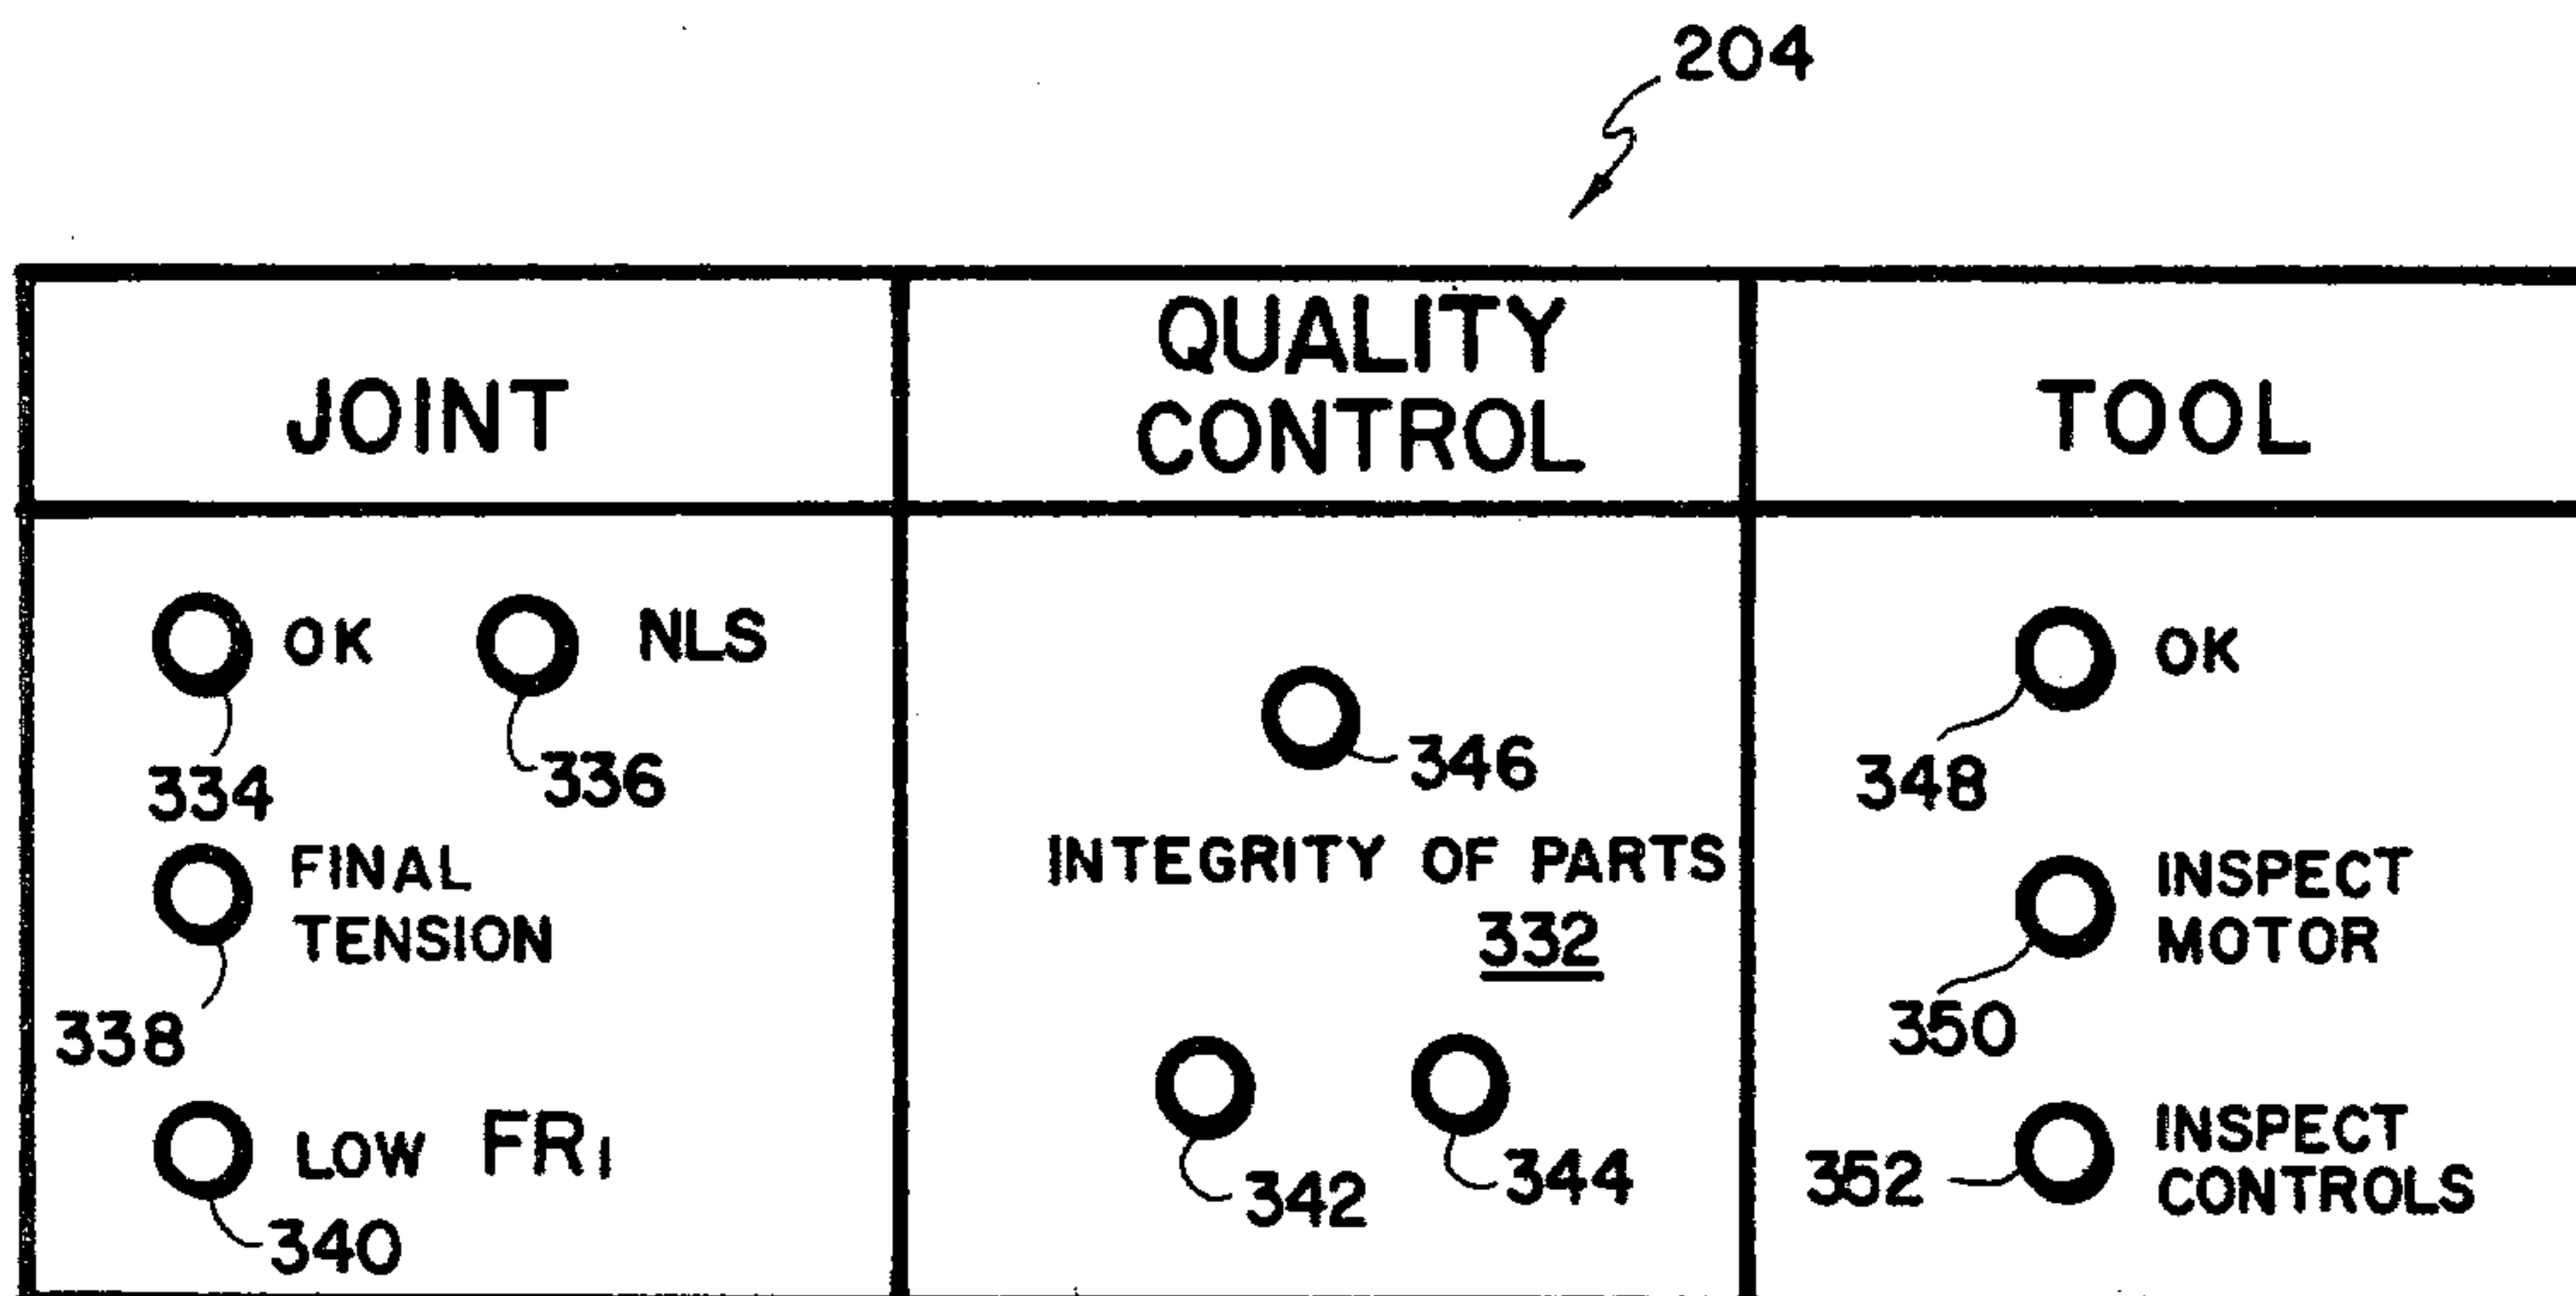 204
JOINT
QUALITY
CONTROL
TOOL
OK NLS
334 336
FINAL
TENSION
338
LOW FR₁
340
346
INTEGRITY OF PARTS
332
342 344
OK
348
INSPECT
MOTOR
350
INSPECT
CONTROLS
352